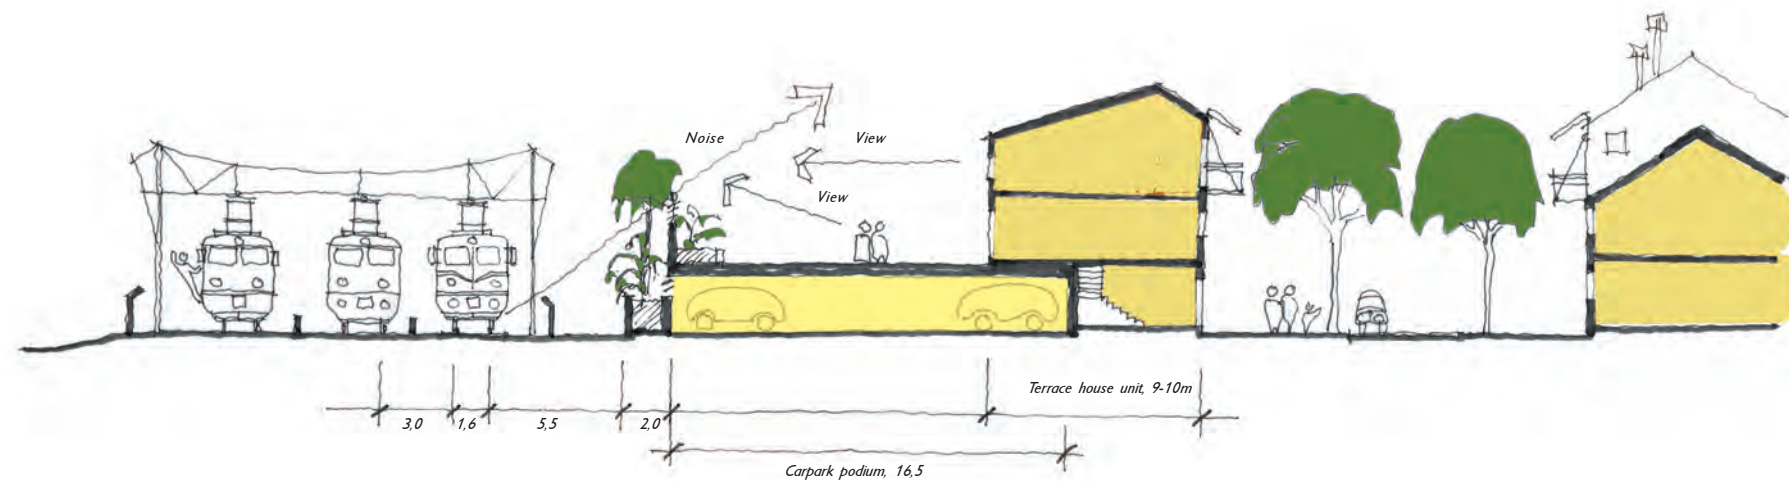 Noise
View
View
Terrace house unit, 9-10m
3,0
1,6
5,5
2,0
Carpark podium, 16,5